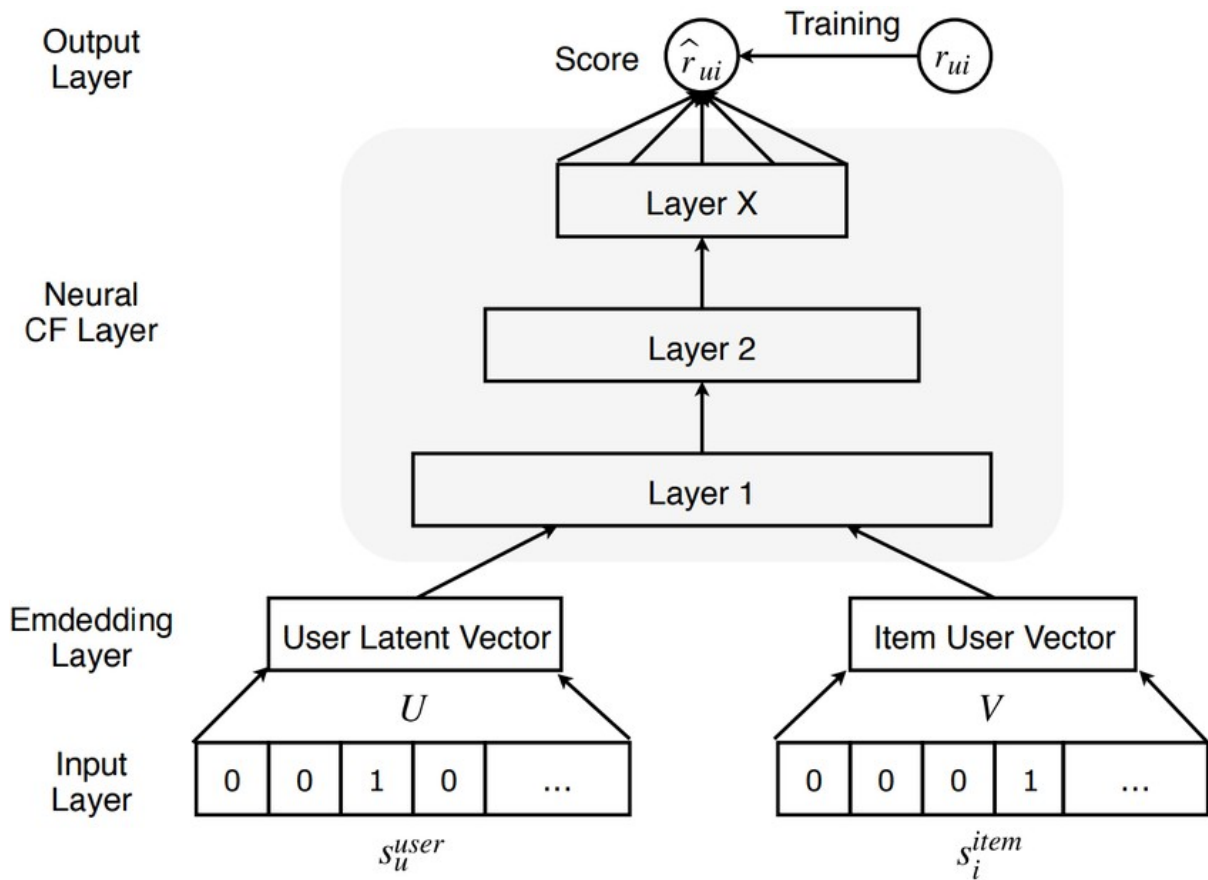 Output
Layer
Score
r̂ui
Training
rui
Layer X
Neural
CF Layer
Layer 2
Layer 1
Emdedding
Layer
User Latent Vector
Item User Vector
U
V
Input
Layer
0 0 1 0 ...
0 0 0 1 ...
s_u^user
s_i^item